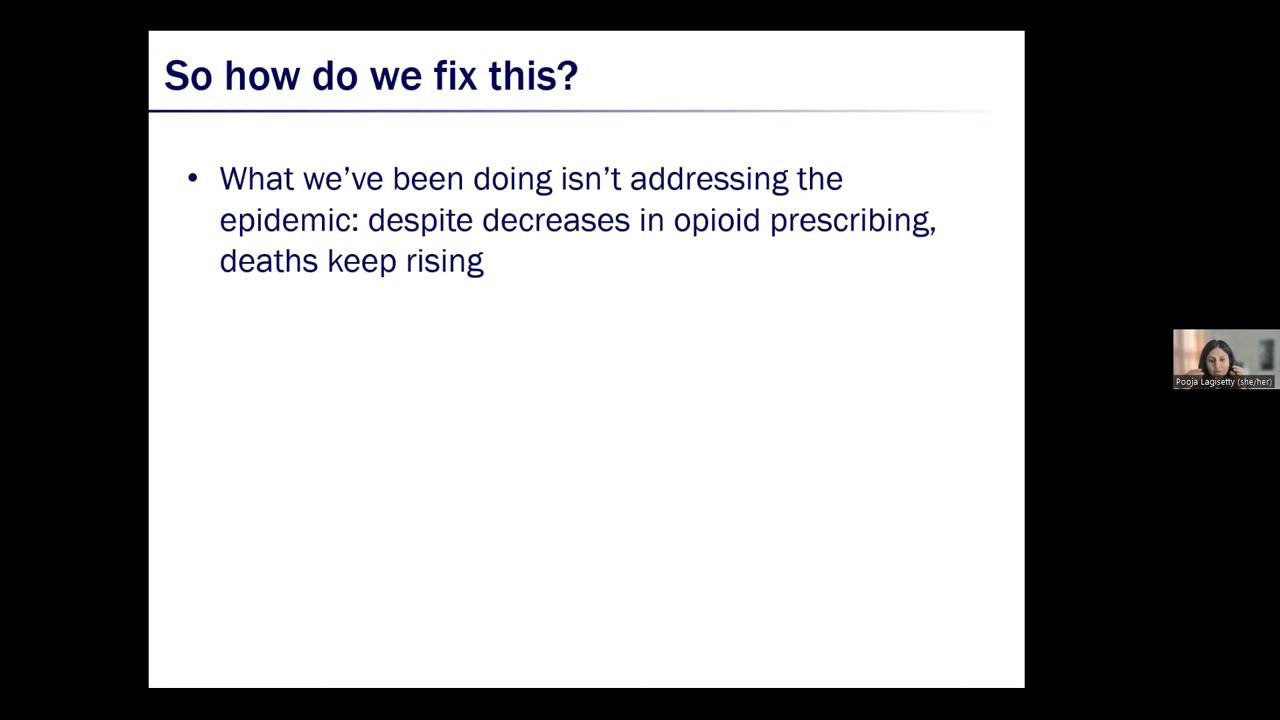 So how do we fix this?
• What we've been doing isn't addressing the
epidemic: despite decreases in opioid prescribing,
deaths keep rising
Pooja Lagisetty (she/her)